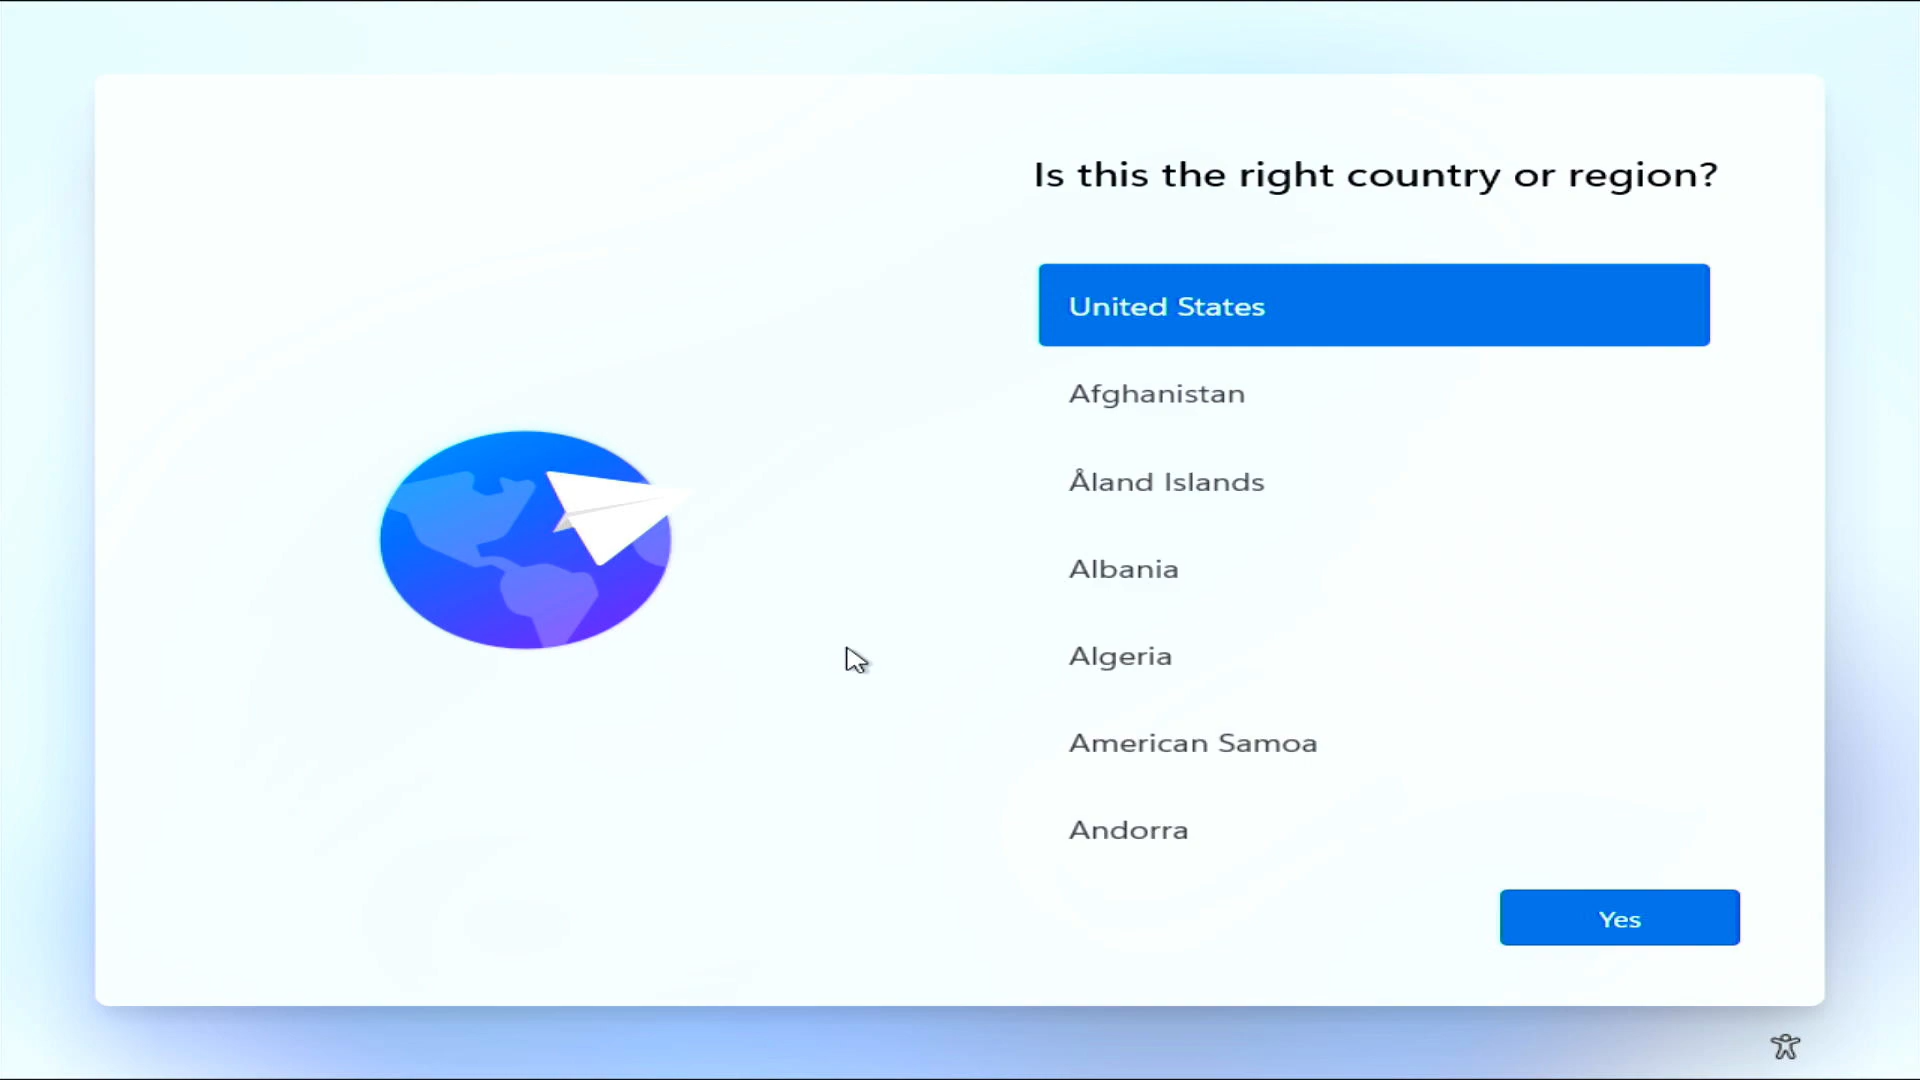 Is this the right country or region?
United States
Afghanistan
Åland Islands
Albania
Algeria
American Samoa
Andorra
Yes